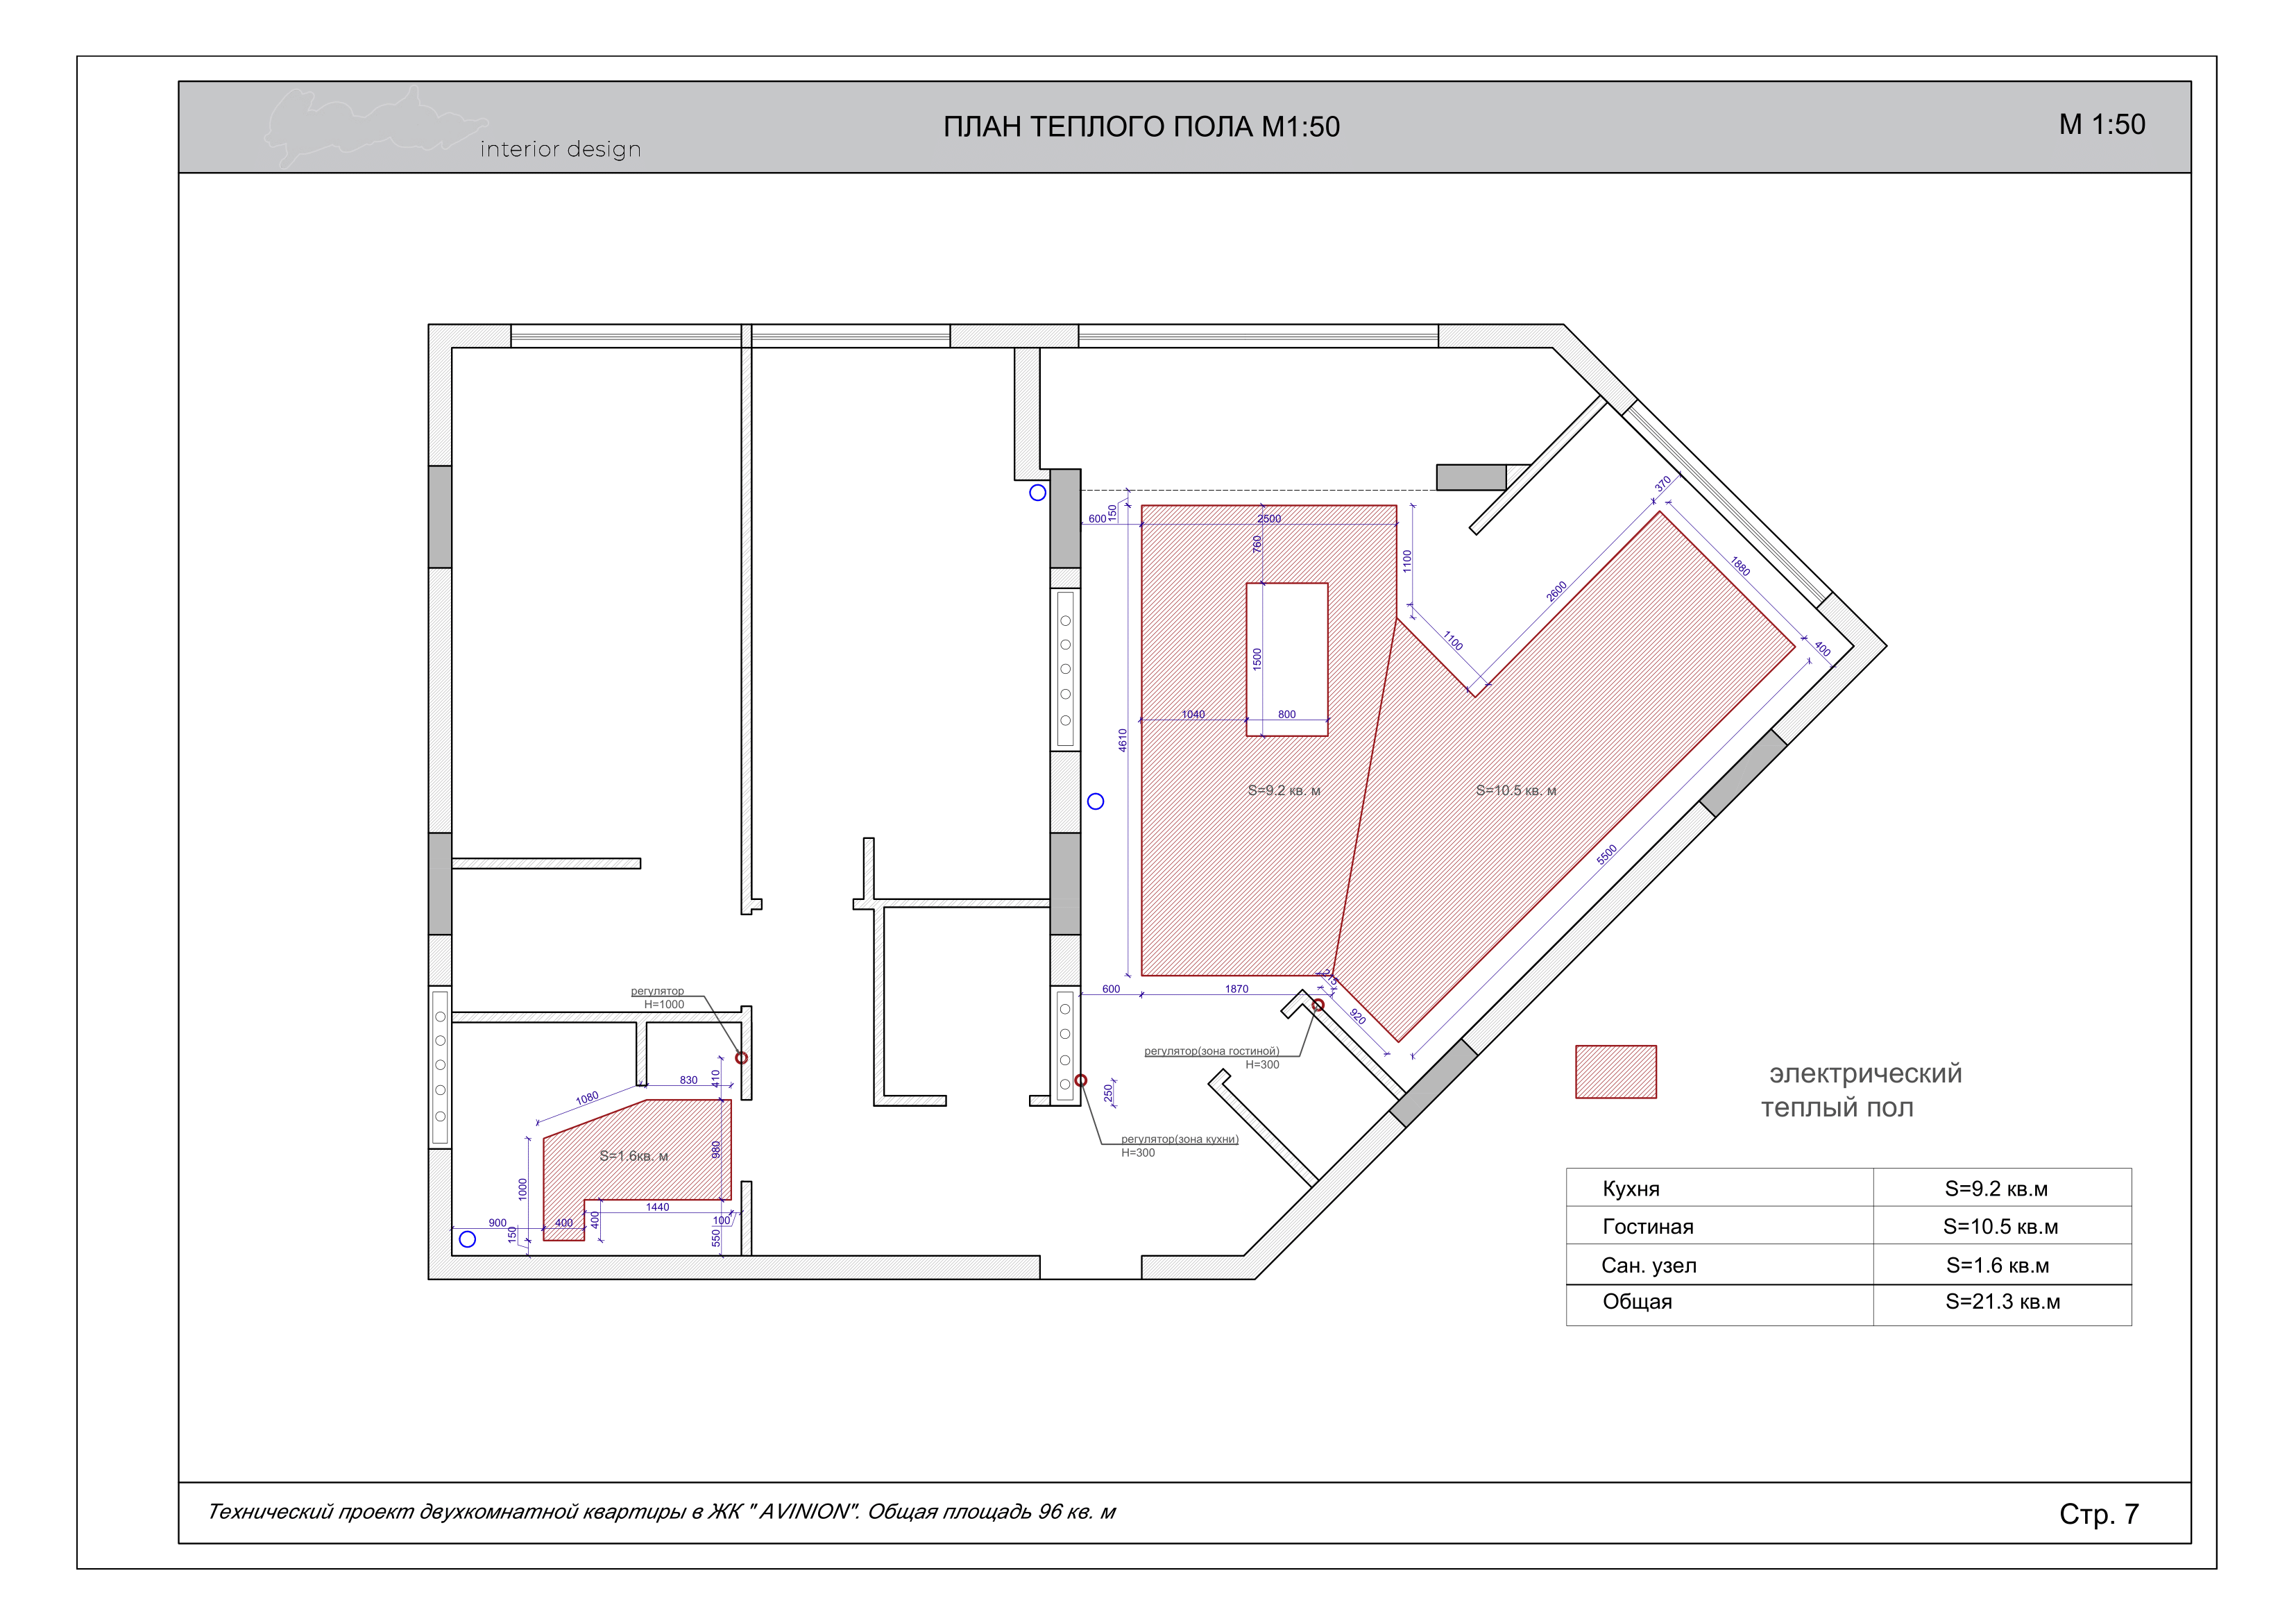 interior design
ПЛАН ТЕПЛОГО ПОЛА М1:50
М 1:50
370
600
150
2500
760
1100
1880
2600
1100
400
1500
1040
800
4610
S=9.2 кв. м
S=10.5 кв. м
5500
215
600
1870
920
регулятор
H=1000
регулятор(зона гостиной)
H=300
830
410
250
1080
регулятор(зона кухни)
H=300
980
S=1.6кв. м
1000
1440
900
400
400
100
150
550
электрический
теплый пол
Кухня S=9.2 кв.м
Гостиная S=10.5 кв.м
Сан. узел S=1.6 кв.м
Общая S=21.3 кв.м
Технический проект двухкомнатной квартиры в ЖК " AVINION". Общая площадь 96 кв. м
Стр. 7